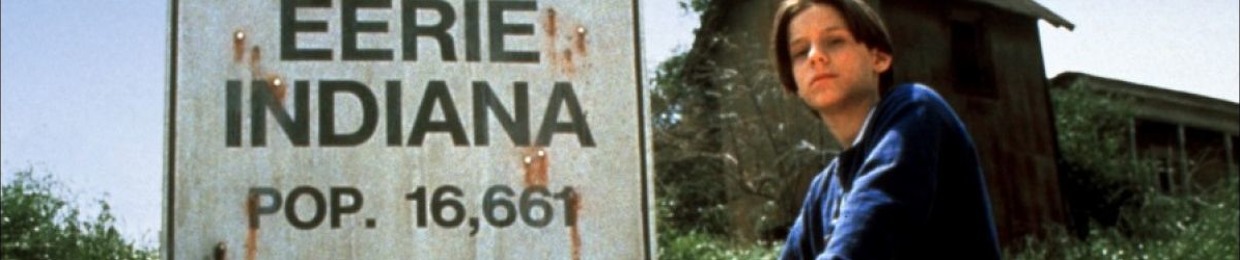 EERIE
INDIANA
POP. 16,661